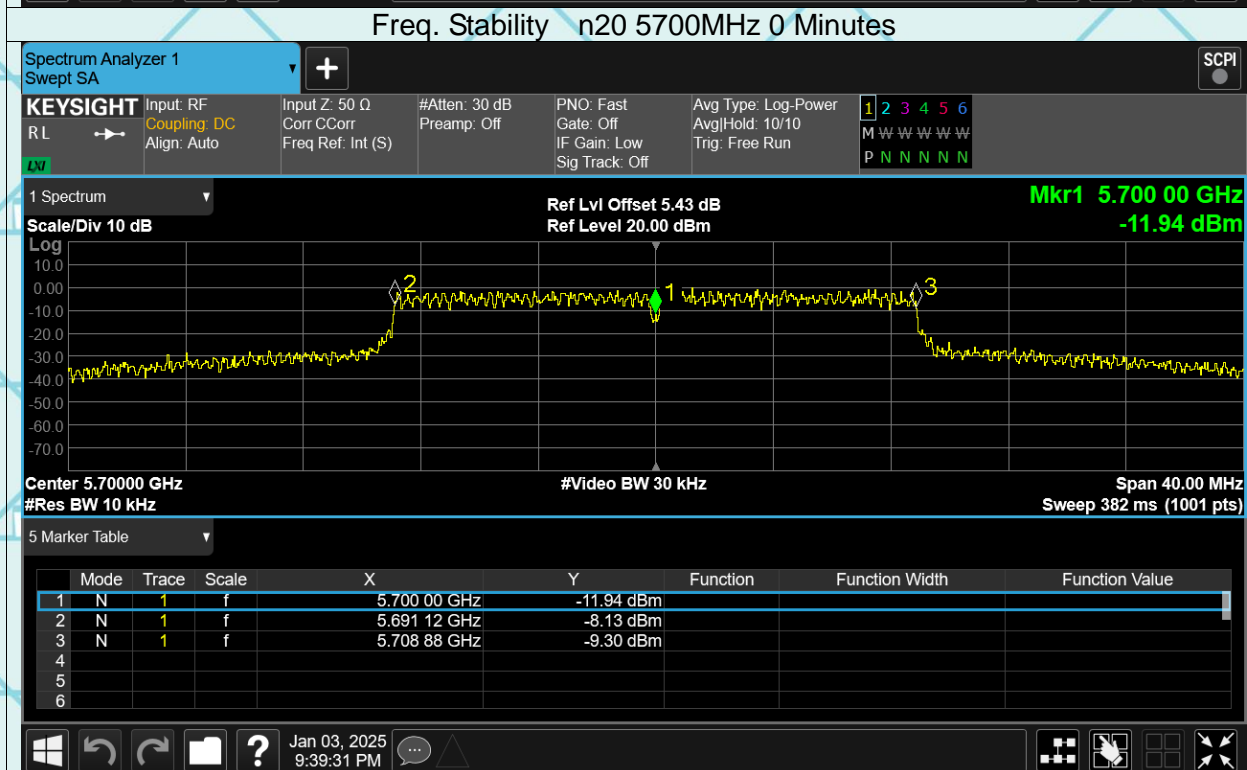 Freq. Stability n20 5700MHz 0 Minutes
Spectrum Analyzer 1
Swept SA
+
SCPI
KEYSIGHT
RL
LXI
Input: RF
Coupling: DC
Align: Auto
Input Z: 50 Ω
Corr CCorr
Freq Ref: Int (S)
#Atten: 30 dB
Preamp: Off
PNO: Fast
Gate: Off
IF Gain: Low
Sig Track: Off
Avg Type: Log-Power
Avg|Hold: 10/10
Trig: Free Run
1 2 3 4 5 6
M W W W W W W
P N N N N N
1 Spectrum
Scale/Div 10 dB
Ref Lvl Offset 5.43 dB
Ref Level 20.00 dBm
Mkr1 5.700 00 GHz
-11.94 dBm
Log
10.0
0.00
-10.0
-20.0
-30.0
-40.0
-50.0
-60.0
-70.0
2
1
3
Center 5.70000 GHz
#Video BW 30 kHz
Span 40.00 MHz
#Res BW 10 kHz
Sweep 382 ms (1001 pts)
5 Marker Table
Mode Trace Scale X Y Function Function Width Function Value
1 N 1 f 5.700 00 GHz -11.94 dBm
2 N 1 f 5.691 12 GHz -8.13 dBm
3 N 1 f 5.708 88 GHz -9.30 dBm
4
5
6
?
Jan 03, 2025
9:39:31 PM